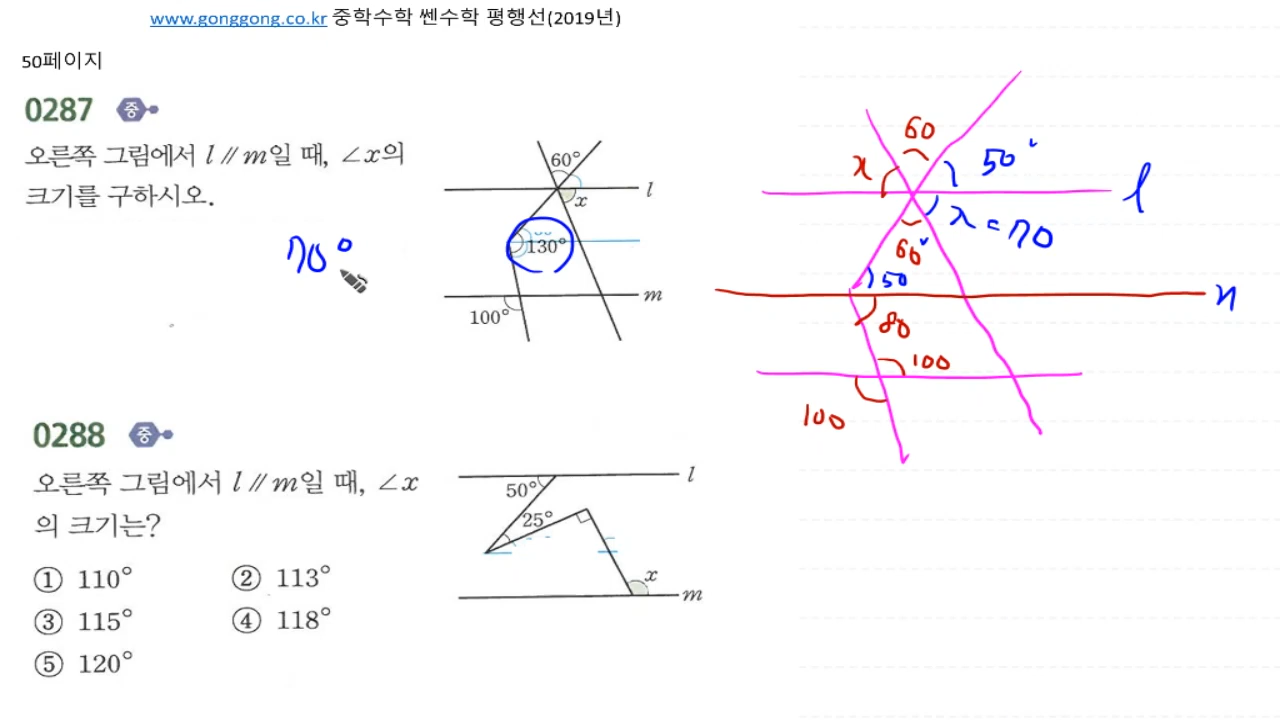 www.gonggong.co.kr 중학수학 쎈수학 평행선(2019년)
50페이지
0287 중
오른쪽 그림에서 l∥m일 때, ∠x의
크기를 구하시오.
70°
60°
l
x
130°
m
100°
60
x
50°
l
x=70
60°
50
n
80
100
100
0288 중
오른쪽 그림에서 l∥m일 때, ∠x
의 크기는?
① 110° ② 113°
③ 115° ④ 118°
⑤ 120°
l
50°
25°
x
m